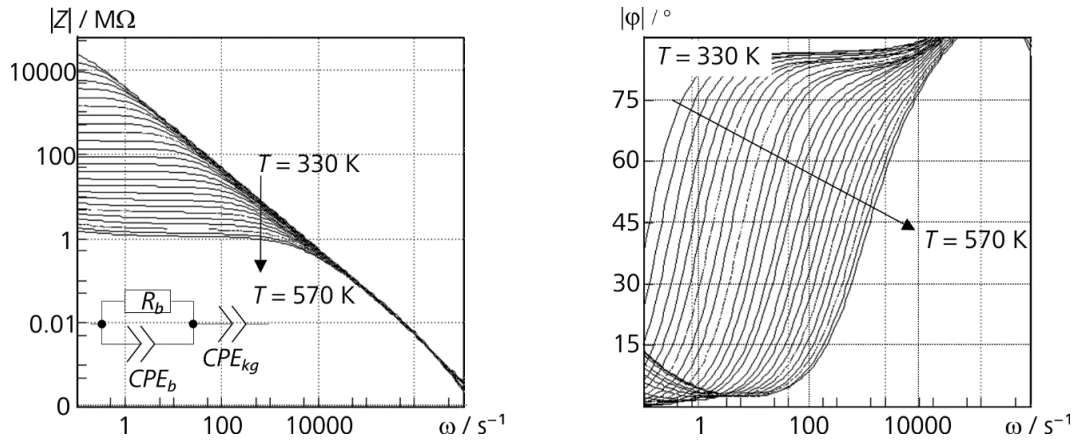 |Z| / MΩ
10000
100
1
0.01
0
T = 330 K
T = 570 K
R_b
CPE_b
CPE_kg
1
100
10000
ω / s⁻¹
|φ| / °
T = 330 K
75
60
45
30
15
T = 570 K
1
100
10000
ω / s⁻¹